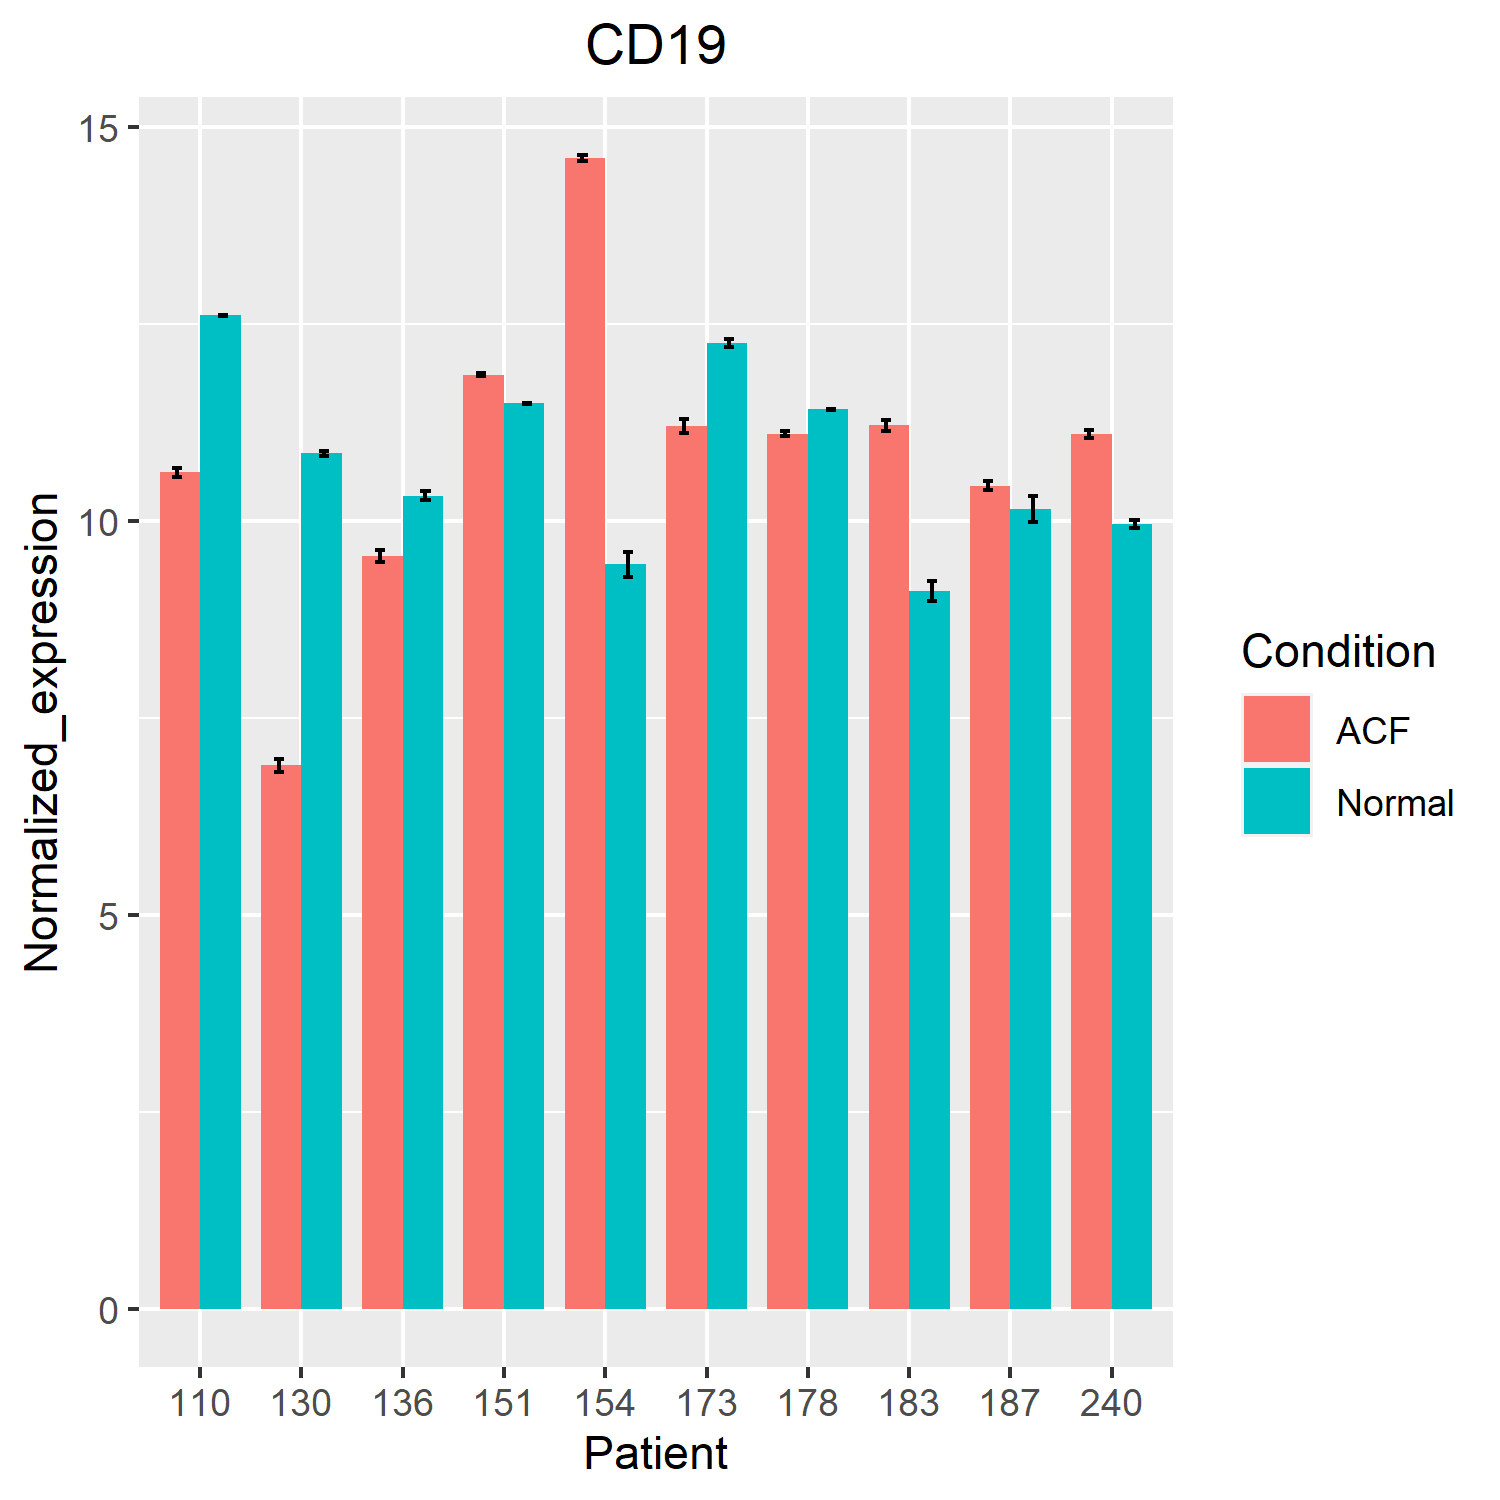 CD19
15
10
5
0
Normalized_expression
110 130 136 151 154 173 178 183 187 240
Patient
Condition
ACF
Normal